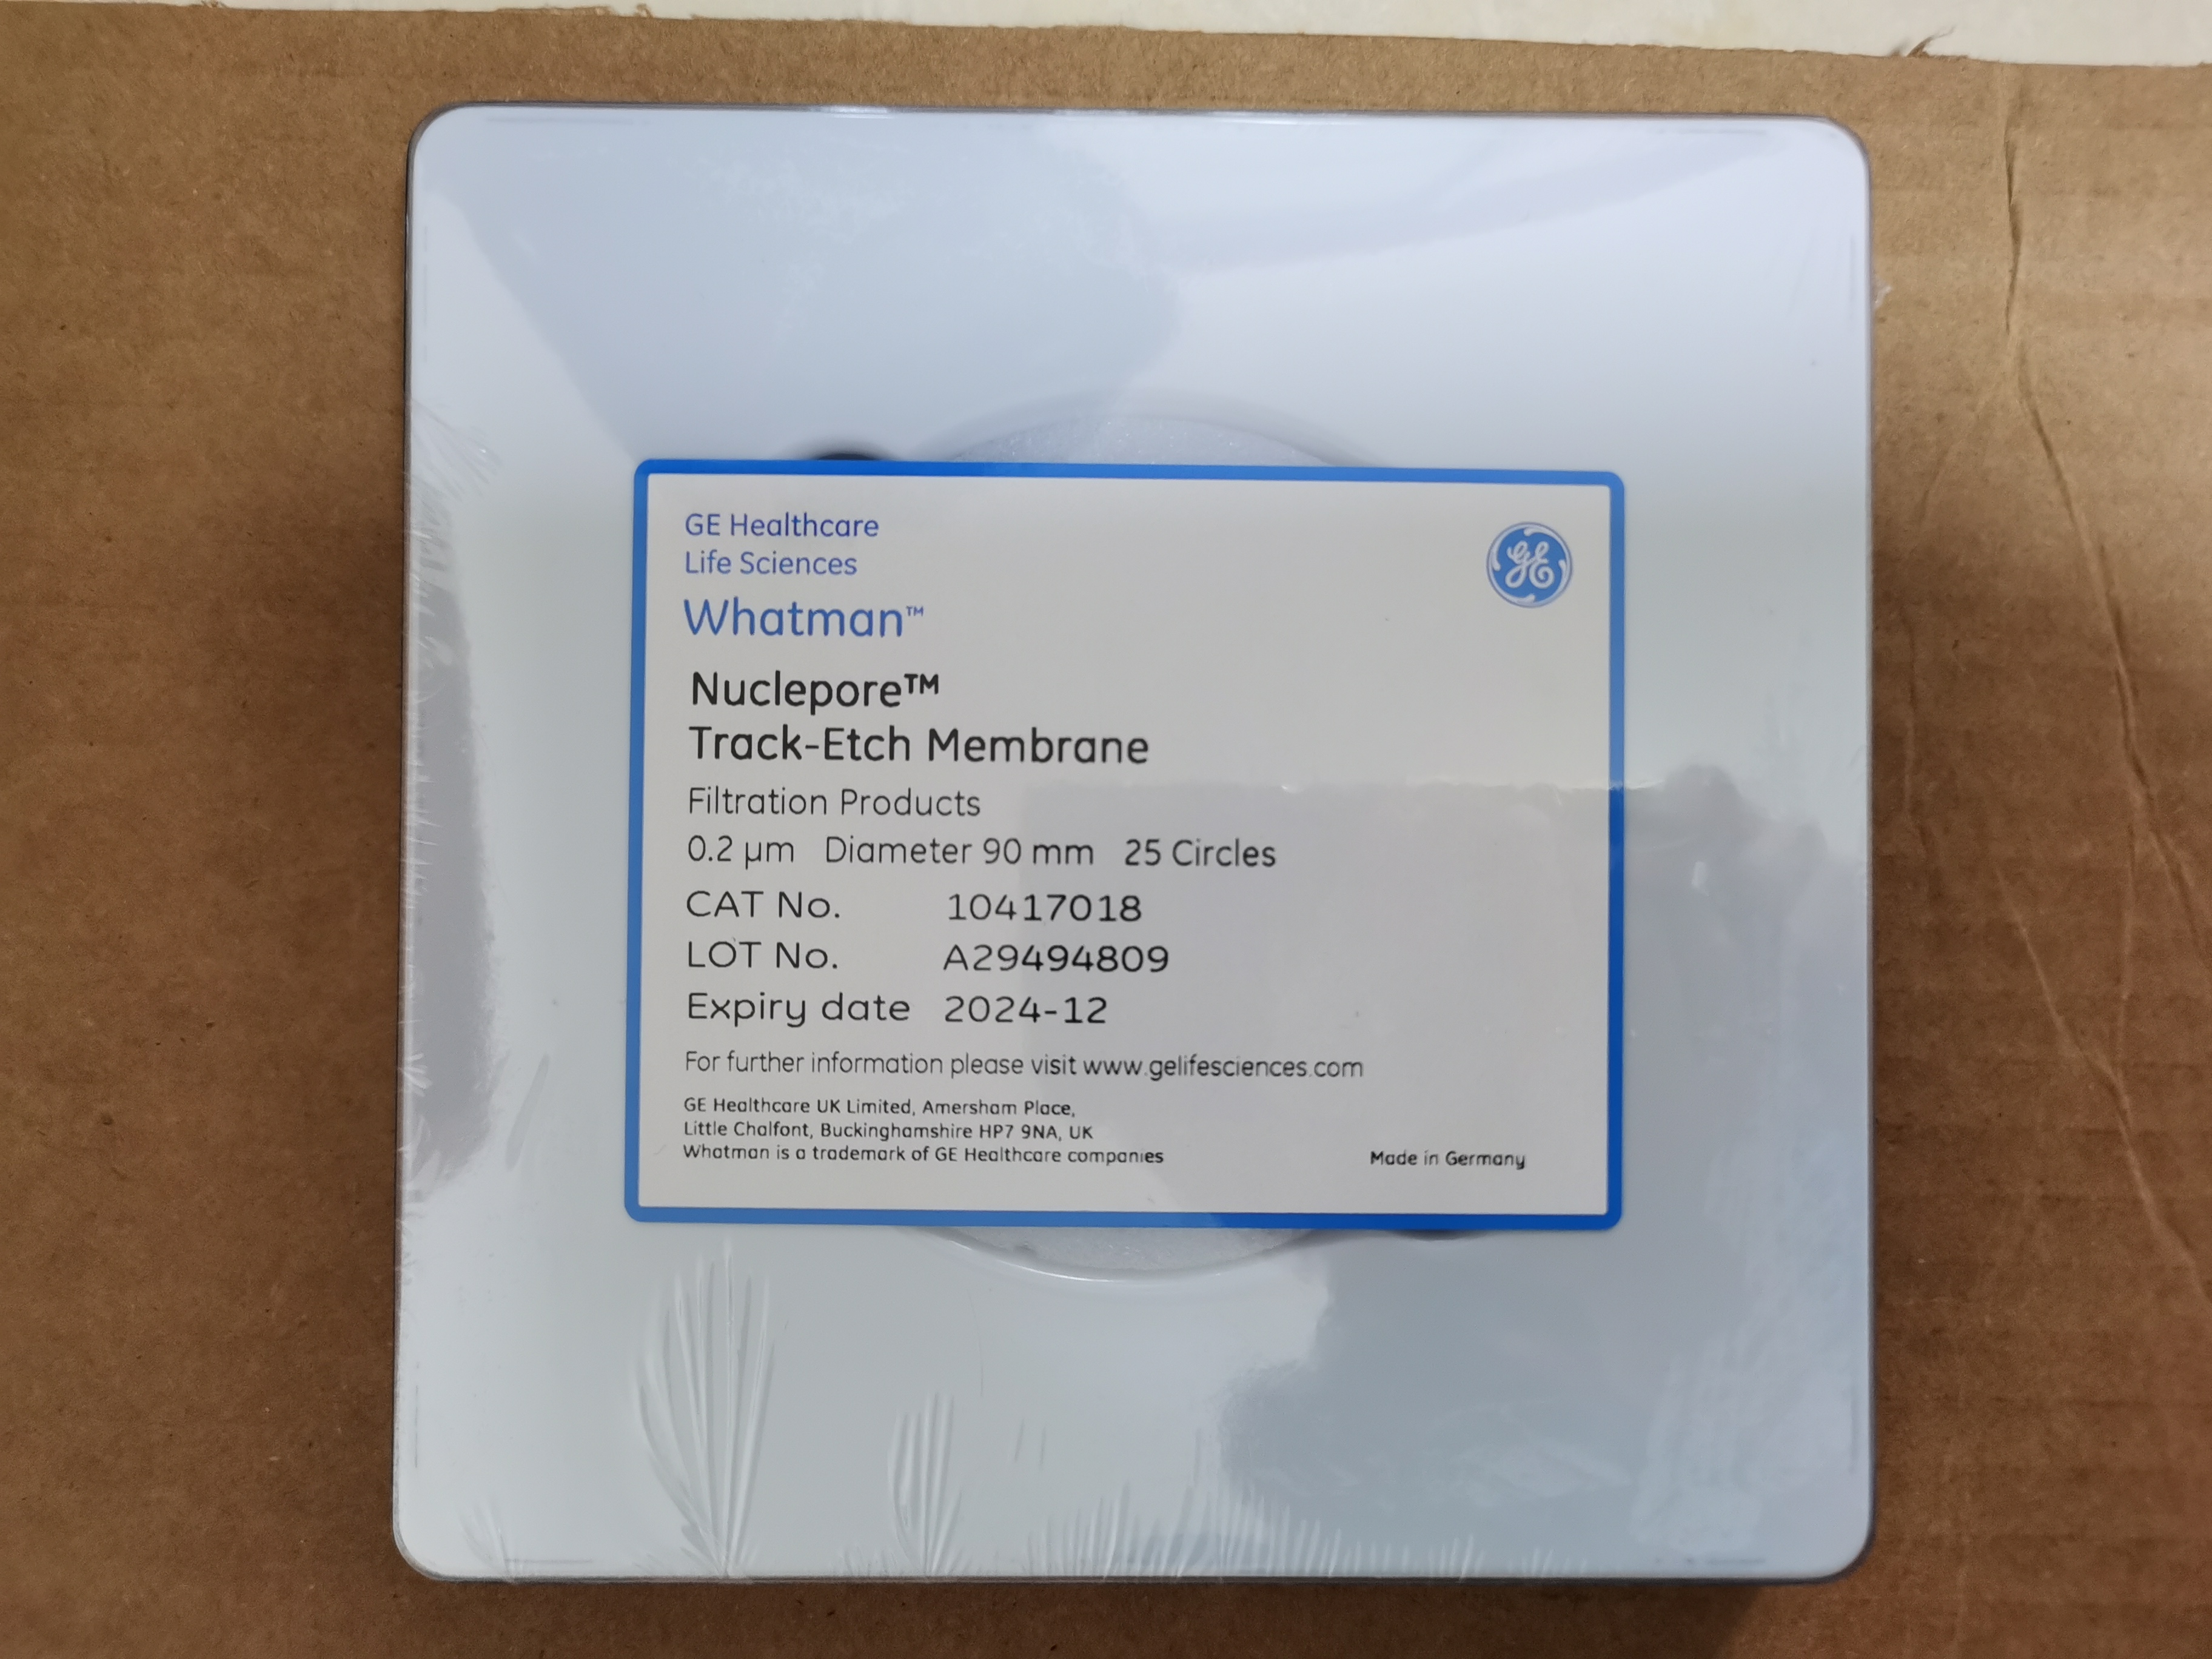 GE Healthcare
Life Sciences
GE
Whatman™
Nuclepore™
Track-Etch Membrane
Filtration Products
0.2 µm Diameter 90 mm 25 Circles
CAT No. 10417018
LOT No. A29494809
Expiry date 2024-12
For further information please visit www.gelifesciences.com
GE Healthcare UK Limited, Amersham Place,
Little Chalfont, Buckinghamshire HP7 9NA, UK
Whatman is a trademark of GE Healthcare companies
Made in Germany